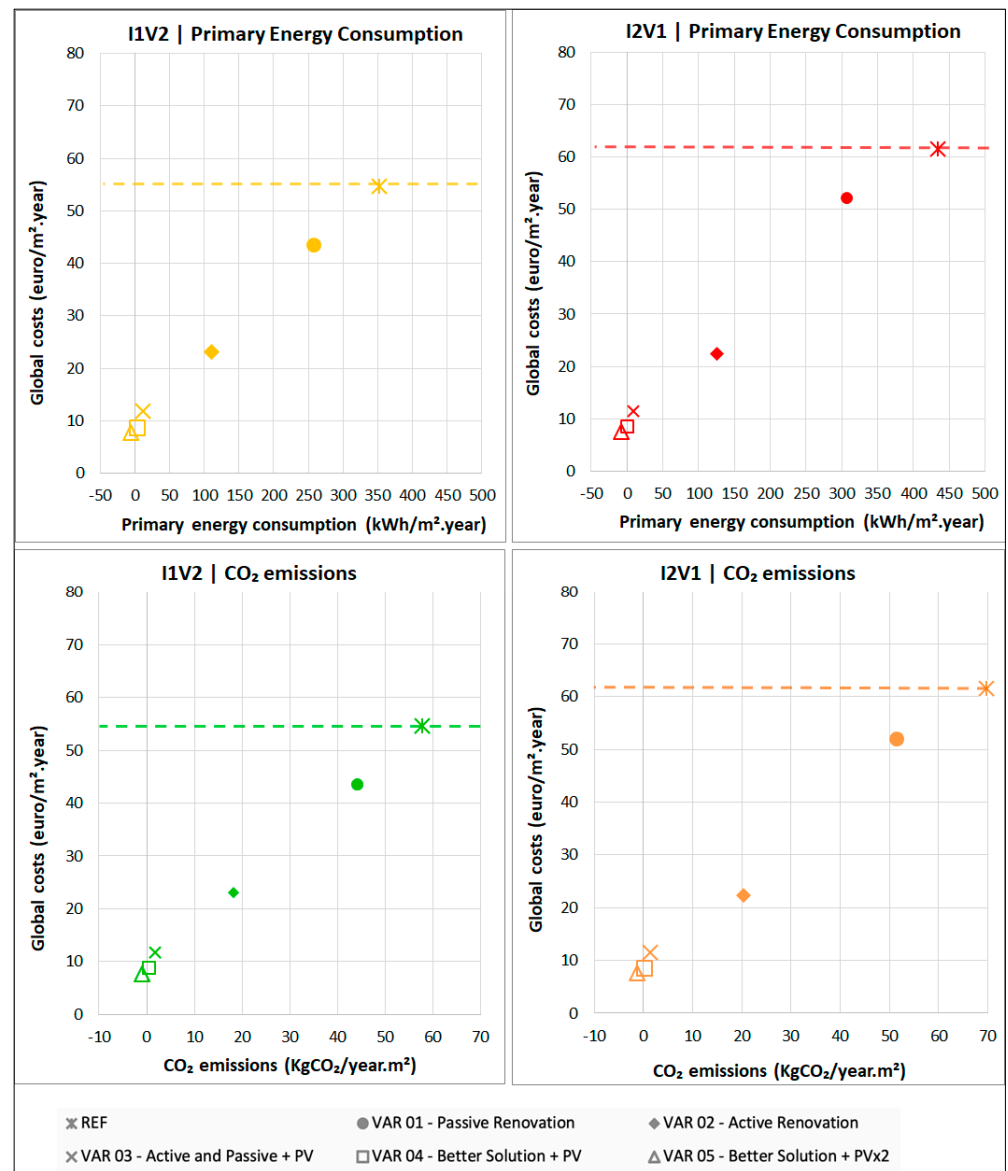 I1V2 | Primary Energy Consumption
80
70
60
50
40
30
20
10
0
-50 0 50 100 150 200 250 300 350 400 450 500
Global costs (euro/m².year)
Primary energy consumption (kWh/m².year)
I2V1 | Primary Energy Consumption
80
70
60
50
40
30
20
10
0
-50 0 50 100 150 200 250 300 350 400 450 500
Global costs (euro/m².year)
Primary energy consumption (kWh/m².year)
I1V2 | CO₂ emissions
80
70
60
50
40
30
20
10
0
-10 0 10 20 30 40 50 60 70
Global costs (euro/m².year)
CO₂ emissions (KgCO₂/year.m²)
I2V1 | CO₂ emissions
80
70
60
50
40
30
20
10
0
-10 0 10 20 30 40 50 60 70
Global costs (euro/m².year)
CO₂ emissions (KgCO₂/year.m²)
REF
VAR 01 - Passive Renovation
VAR 02 - Active Renovation
VAR 03 - Active and Passive + PV
VAR 04 - Better Solution + PV
VAR 05 - Better Solution + PVx2